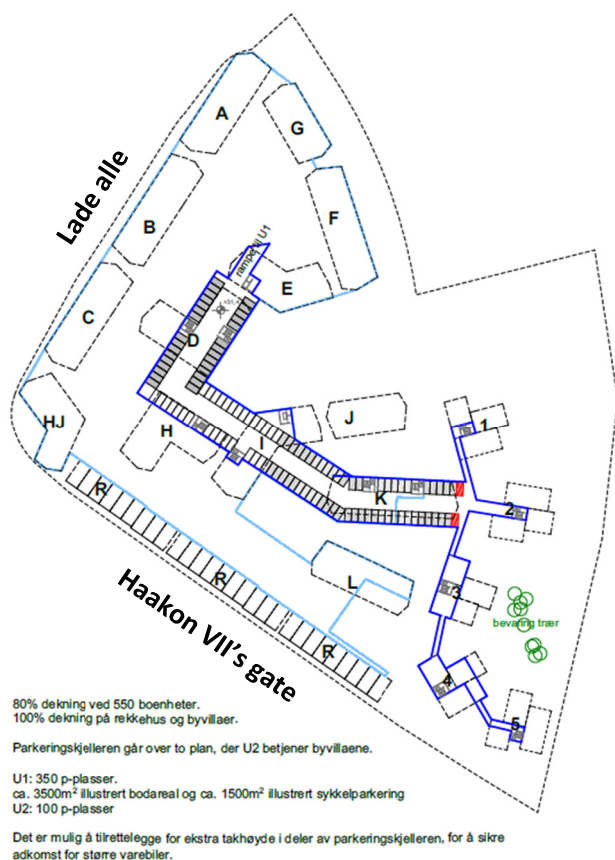 A
G
Lade alle
F
B
rampe til U1
E
C
D
HJ
J
1
H
I
R
K
2
R
L
3
bevaring trær
Haakon VII's gate
R
4
5
80% dekning ved 550 boenheter.
100% dekning på rekkehus og byvillaer.
Parkeringskjelleren går over to plan, der U2 betjener byvillaene.
U1: 350 p-plasser.
ca. 3500m² illustrert bodareal og ca. 1500m² illustrert sykkelparkering
U2: 100 p-plasser
Det er mulig å tilrettelegge for ekstra takhøyde i deler av parkeringskjelleren, for å sikre
adkomst for større varebiler.